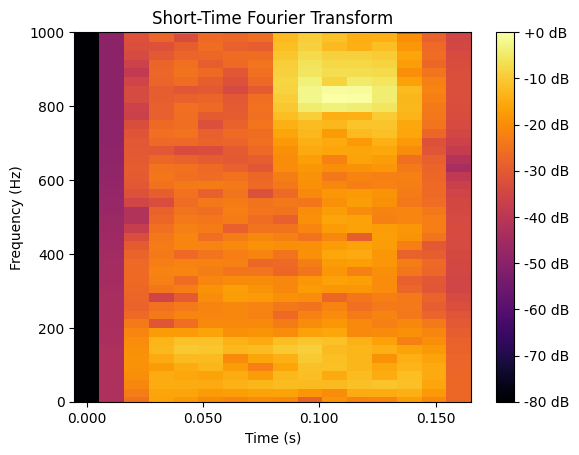 Short-Time Fourier Transform
1000
800
600
400
200
0
Frequency (Hz)
0.000
0.050
0.100
0.150
Time (s)
+0 dB
-10 dB
-20 dB
-30 dB
-40 dB
-50 dB
-60 dB
-70 dB
-80 dB